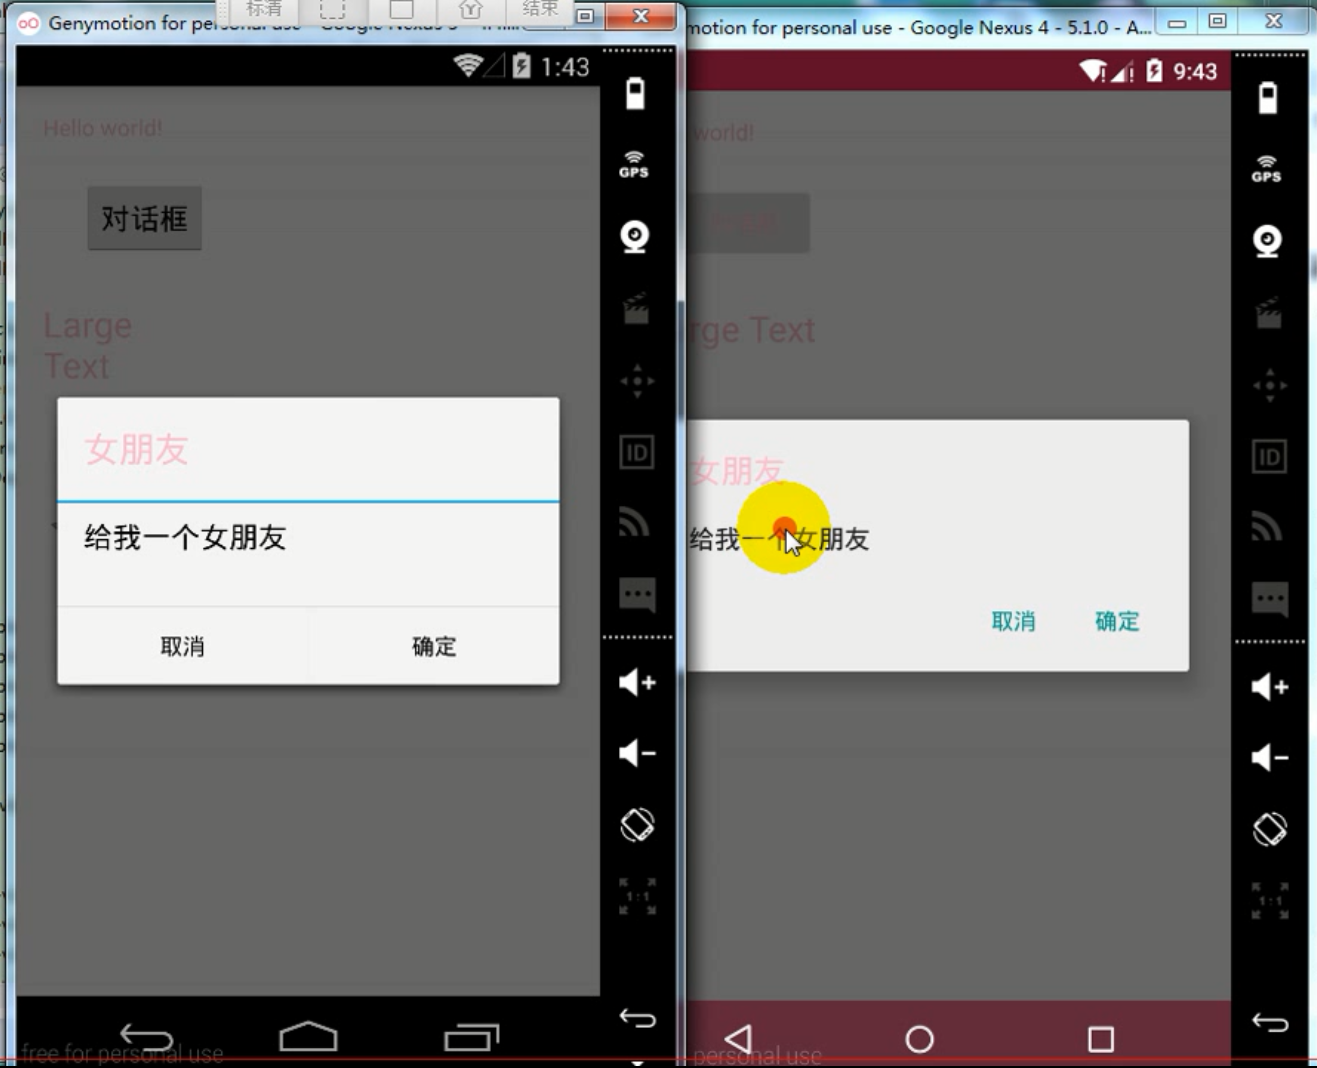 标清
结束
Genymotion for personal use - Google Nexus 5
1:43
Hello world!
对话框
Large
Text
女朋友
给我一个女朋友
取消
确定
GPS
ID
1:1
free for personal use
motion for personal use - Google Nexus 4 - 5.1.0 - A...
9:43
world!
rge Text
女朋友
给我一个女朋友
取消
确定
GPS
ID
1:1
personal use